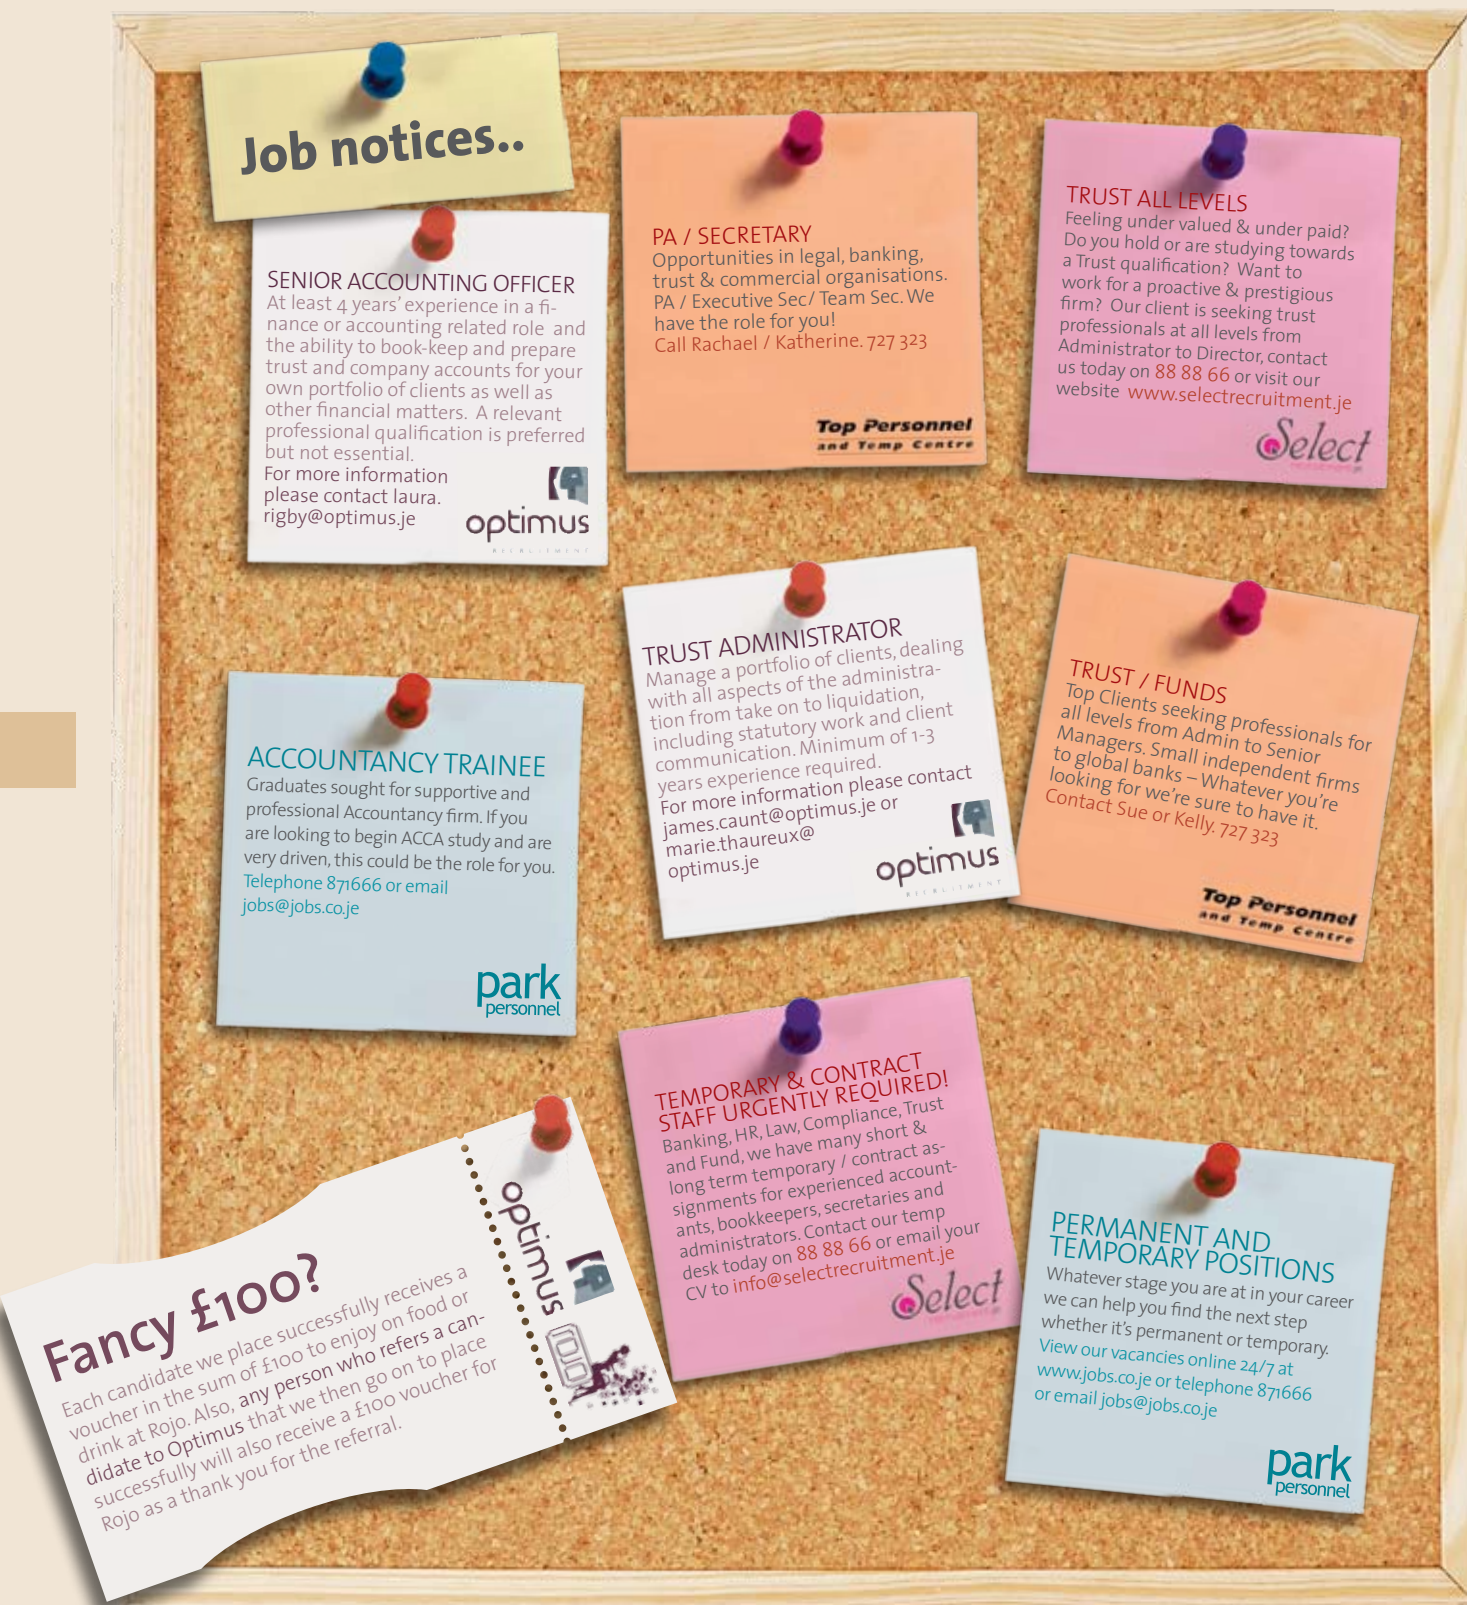 Job notices..
SENIOR ACCOUNTING OFFICER
At least 4 years’ experience in a fi-
nance or accounting related role and
the ability to book-keep and prepare
trust and company accounts for your
own portfolio of clients as well as
other financial matters. A relevant
professional qualification is preferred
but not essential.
For more information
please contact laura.
rigby@optimus.je
optimus
RECRUITMENT
PA / SECRETARY
Opportunities in legal, banking,
trust & commercial organisations.
PA / Executive Sec/ Team Sec. We
have the role for you!
Call Rachael / Katherine. 727 323
Top Personnel
and Temp Centre
TRUST ALL LEVELS
Feeling under valued & under paid?
Do you hold or are studying towards
a Trust qualification? Want to
work for a proactive & prestigious
firm? Our client is seeking trust
professionals at all levels from
Administrator to Director, contact
us today on 88 88 66 or visit our
website www.selectrecruitment.je
Select
ACCOUNTANCY TRAINEE
Graduates sought for supportive and
professional Accountancy firm. If you
are looking to begin ACCA study and are
very driven, this could be the role for you.
Telephone 871666 or email
jobs@jobs.co.je
park
personnel
TRUST ADMINISTRATOR
Manage a portfolio of clients, dealing
with all aspects of the administra-
tion from take on to liquidation,
including statutory work and client
communication. Minimum of 1-3
years experience required.
For more information please contact
james.caunt@optimus.je or
marie.thaureux@
optimus.je
optimus
RECRUITMENT
TRUST / FUNDS
Top Clients seeking professionals for
all levels from Admin to Senior
Managers. Small independent firms
to global banks – Whatever you’re
looking for we’re sure to have it.
Contact Sue or Kelly. 727 323
Top Personnel
and Temp Centre
Fancy £100?
Each candidate we place successfully receives a
voucher in the sum of £100 to enjoy on food or
drink at Rojo. Also, any person who refers a can-
didate to Optimus that we then go on to place
successfully will also receive a £100 voucher for
Rojo as a thank you for the referral.
optimus
TEMPORARY & CONTRACT
STAFF URGENTLY REQUIRED!
Banking, HR, Law, Compliance, Trust
and Fund, we have many short &
long term temporary / contract as-
signments for experienced account-
ants, bookkeepers, secretaries and
administrators. Contact our temp
desk today on 88 88 66 or email your
CV to info@selectrecruitment.je
Select
PERMANENT AND
TEMPORARY POSITIONS
Whatever stage you are at in your career
we can help you find the next step
whether it’s permanent or temporary.
View our vacancies online 24/7 at
www.jobs.co.je or telephone 871666
or email jobs@jobs.co.je
park
personnel